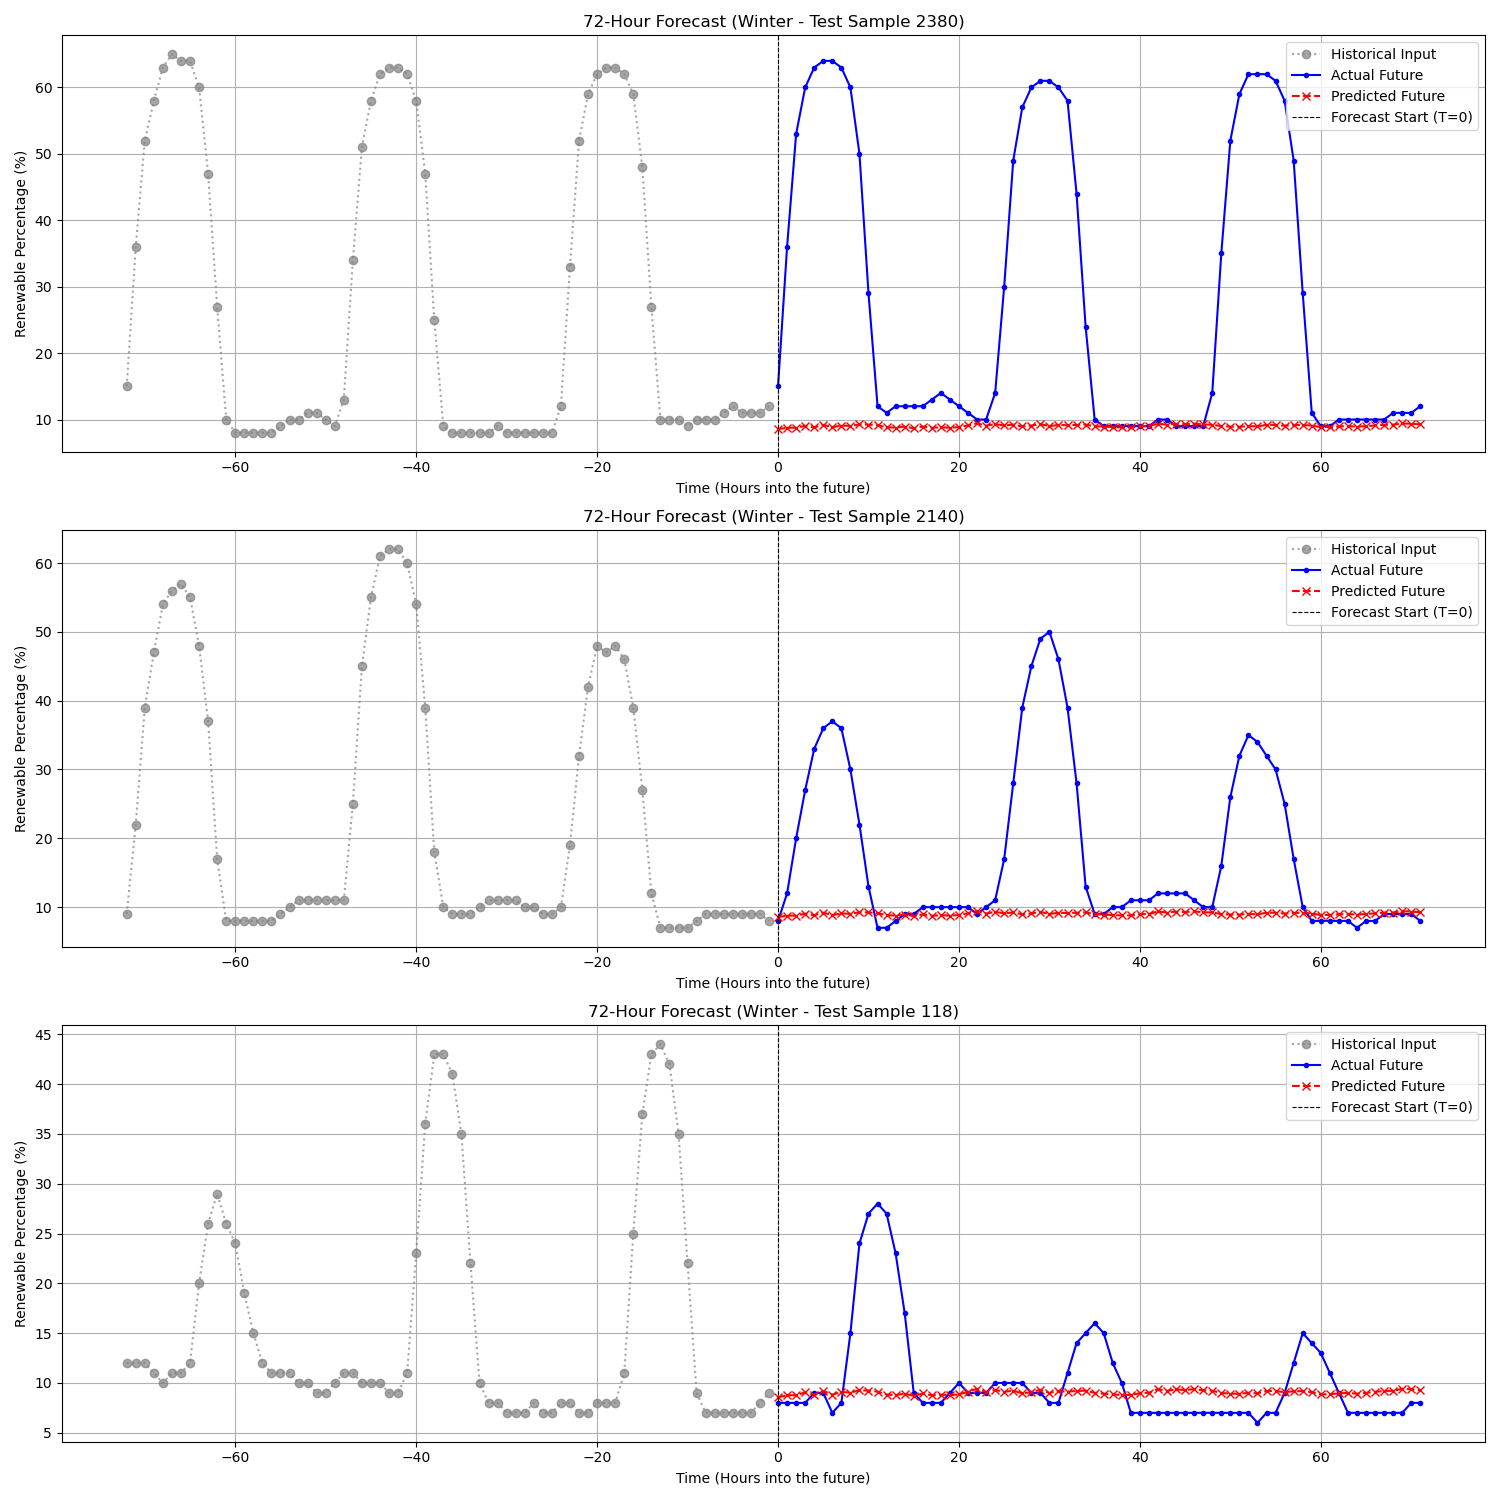 72-Hour Forecast (Winter - Test Sample 2380)
Renewable Percentage (%)
60
50
40
30
20
10
Historical Input
Actual Future
Predicted Future
Forecast Start (T=0)
−60
−40
−20
0
20
40
60
Time (Hours into the future)
72-Hour Forecast (Winter - Test Sample 2140)
Renewable Percentage (%)
60
50
40
30
20
10
Historical Input
Actual Future
Predicted Future
Forecast Start (T=0)
−60
−40
−20
0
20
40
60
Time (Hours into the future)
72-Hour Forecast (Winter - Test Sample 118)
Renewable Percentage (%)
45
40
35
30
25
20
15
10
5
Historical Input
Actual Future
Predicted Future
Forecast Start (T=0)
−60
−40
−20
0
20
40
60
Time (Hours into the future)